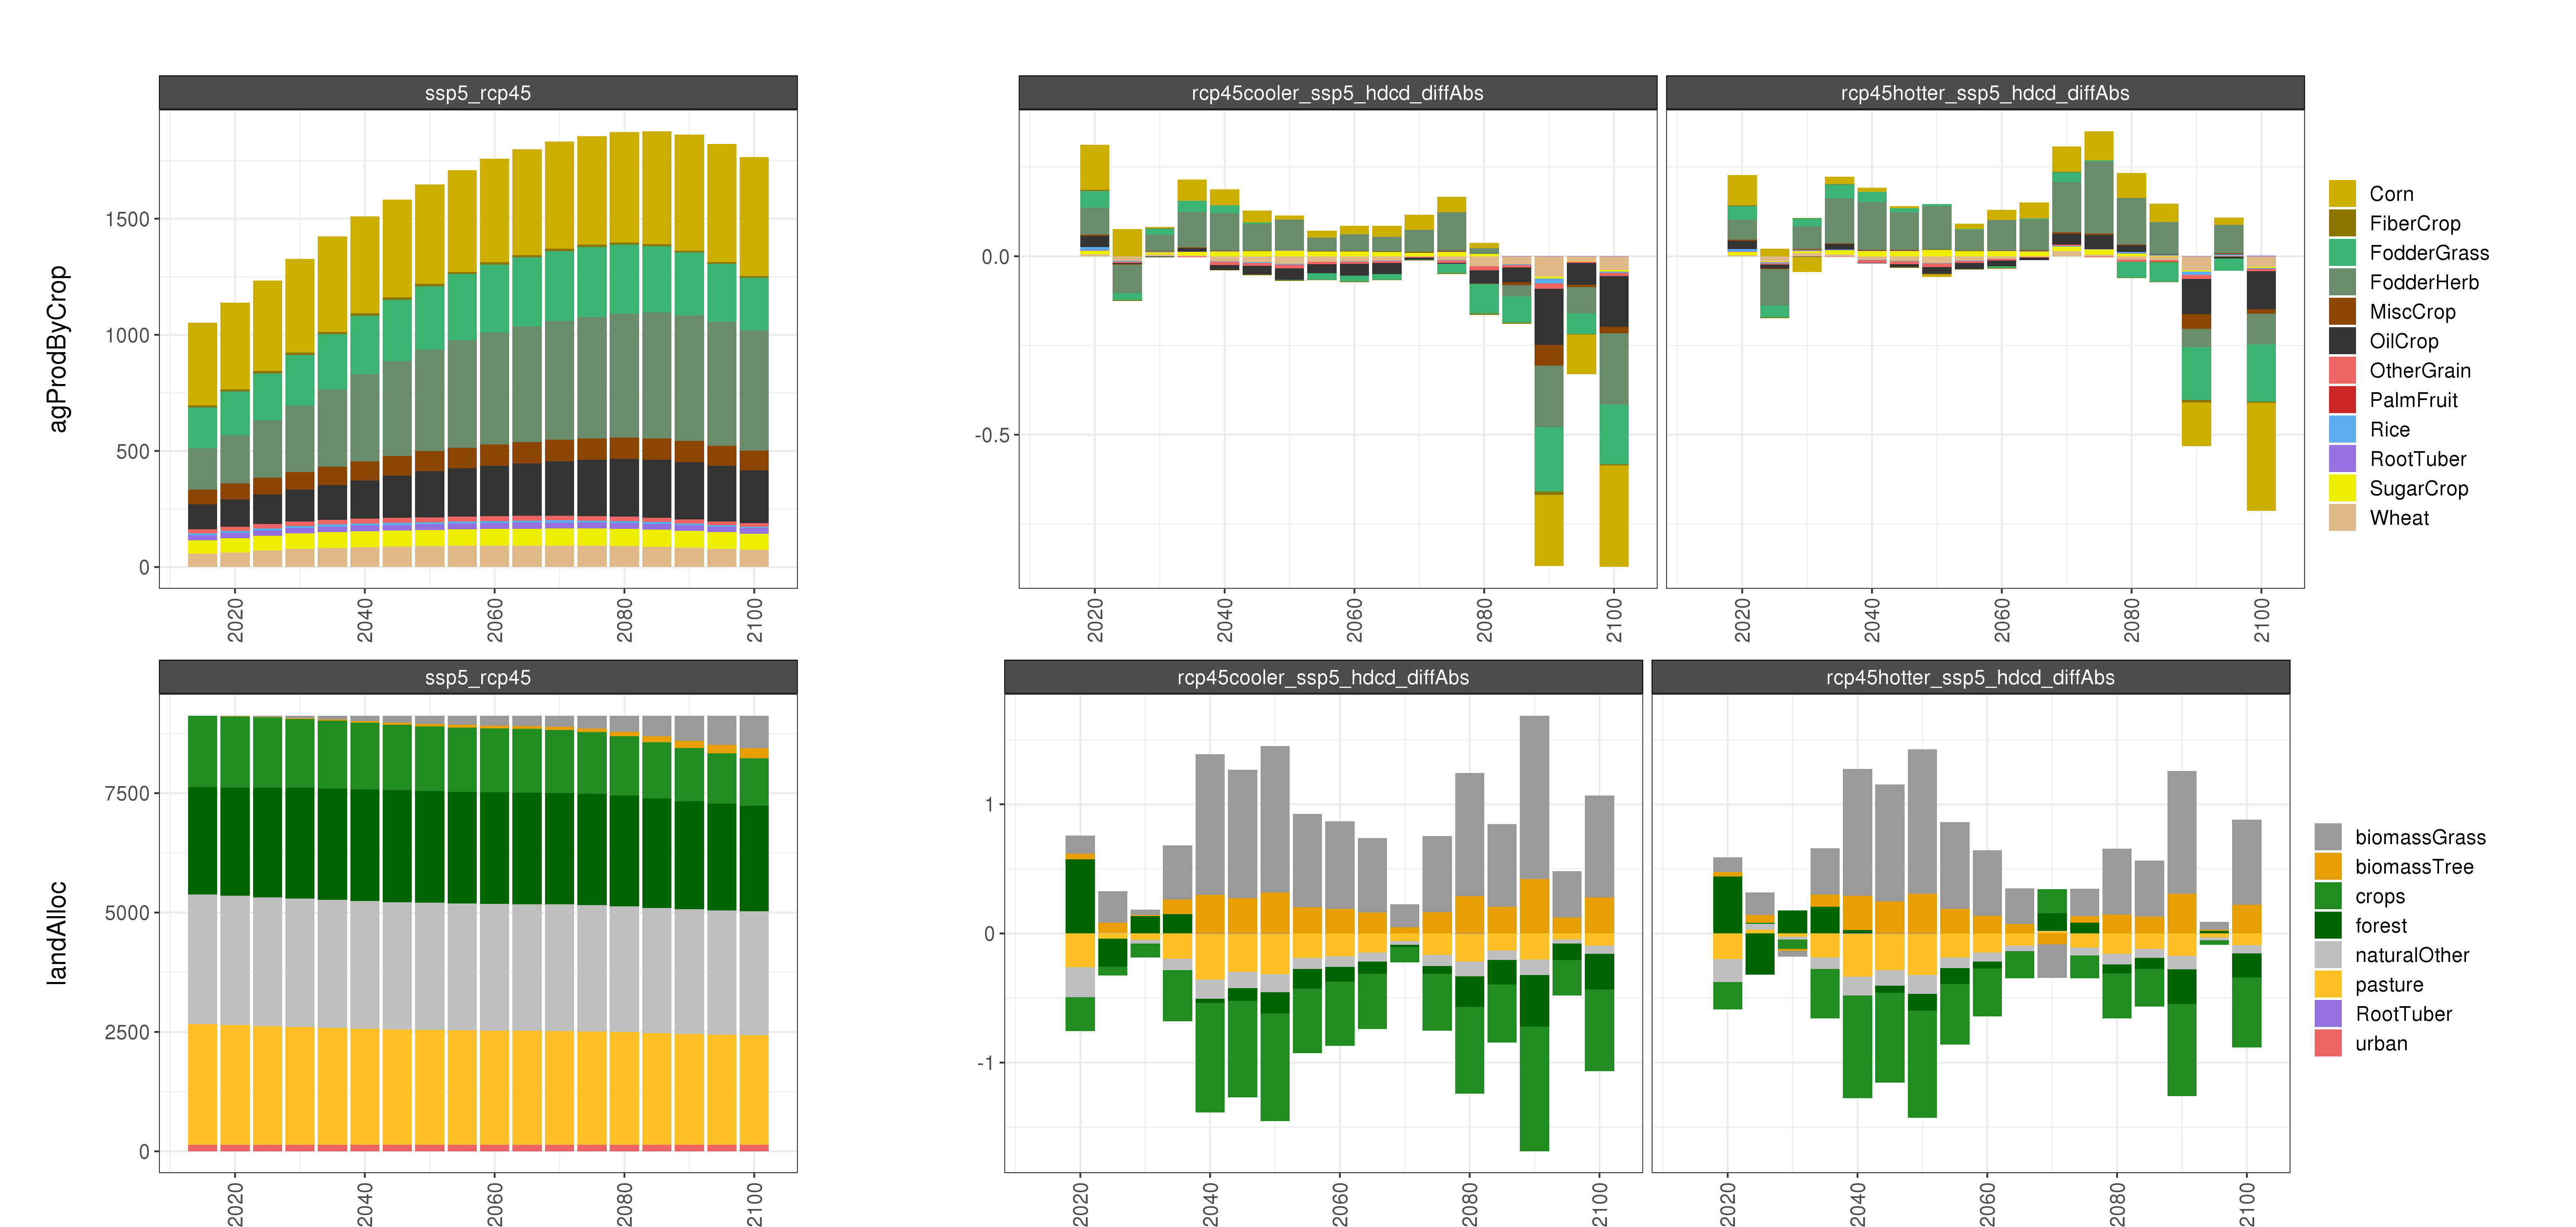 ssp5_rcp45
rcp45cooler_ssp5_hdcd_diffAbs
rcp45hotter_ssp5_hdcd_diffAbs
agProdByCrop
1500
1000
500
0
0.0
-0.5
2020
2040
2060
2080
2100
2020
2040
2060
2080
2100
2020
2040
2060
2080
2100
Corn
FiberCrop
FodderGrass
FodderHerb
MiscCrop
OilCrop
OtherGrain
PalmFruit
Rice
RootTuber
SugarCrop
Wheat
ssp5_rcp45
rcp45cooler_ssp5_hdcd_diffAbs
rcp45hotter_ssp5_hdcd_diffAbs
landAlloc
7500
5000
2500
0
1
0
-1
2020
2040
2060
2080
2100
2020
2040
2060
2080
2100
2020
2040
2060
2080
2100
biomassGrass
biomassTree
crops
forest
naturalOther
pasture
RootTuber
urban